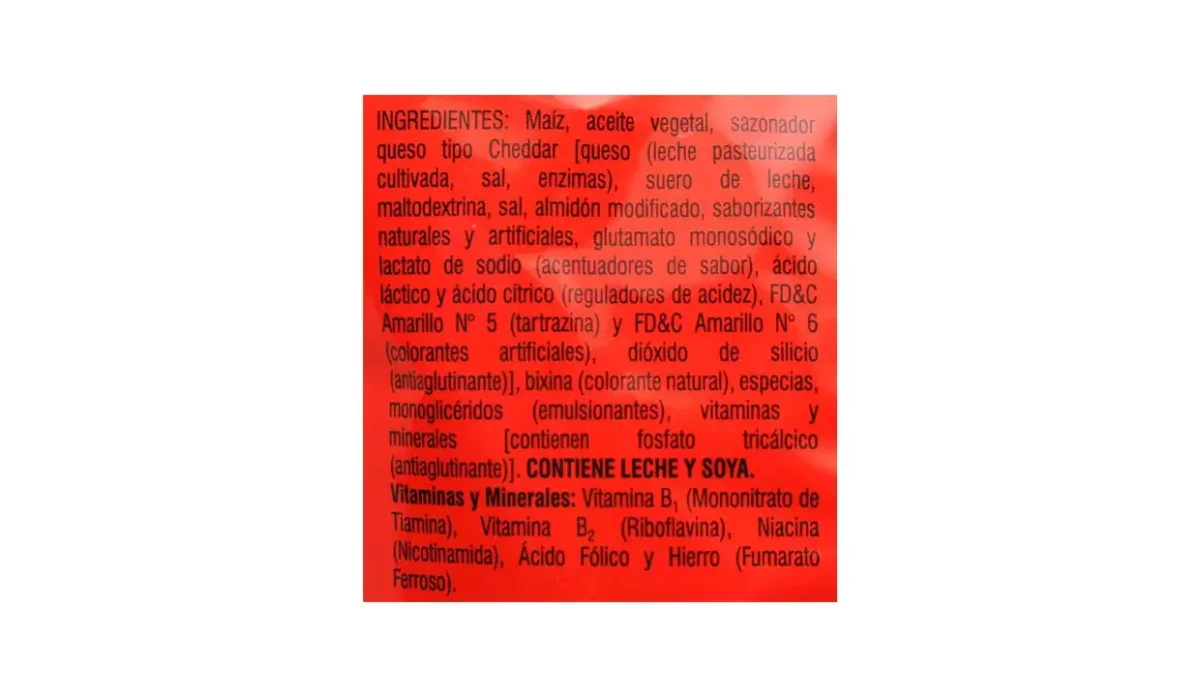 INGREDIENTES: Maíz, aceite vegetal, sazonador
queso tipo Cheddar [queso (leche pasteurizada
cultivada, sal, enzimas), suero de leche,
maltodextrina, sal, almidón modificado, saborizantes
naturales y artificiales, glutamato monosódico y
lactato de sodio (acentuadores de sabor), ácido
láctico y ácido cítrico (reguladores de acidez), FD&C
Amarillo N° 5 (tartrazina) y FD&C Amarillo N° 6
(colorantes artificiales), dióxido de silicio
(antiaglutinante)], bixina (colorante natural), especias,
monoglicéridos (emulsionantes), vitaminas y
minerales [contienen fosfato tricálcico
(antiaglutinante)]. CONTIENE LECHE Y SOYA.
Vitaminas y Minerales: Vitamina B₁ (Mononitrato de
Tiamina), Vitamina B₂ (Riboflavina), Niacina
(Nicotinamida), Ácido Fólico y Hierro (Fumarato
Ferroso).